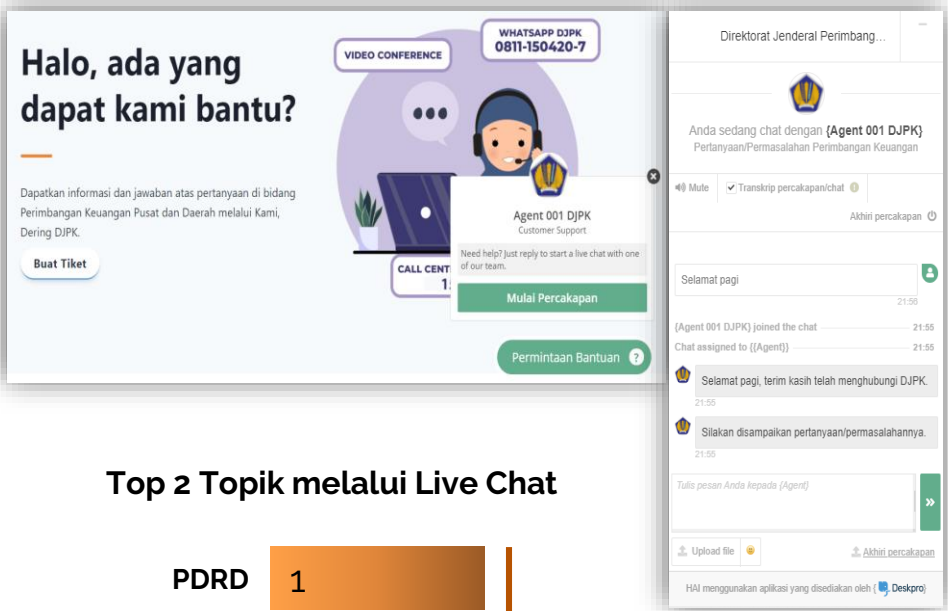 Halo, ada yang
dapat kami bantu?
Dapatkan informasi dan jawaban atas pertanyaan di bidang
Perimbangan Keuangan Pusat dan Daerah melalui Kami,
Dering DJPK.
Buat Tiket
VIDEO CONFERENCE
WHATSAPP DJPK
0811-150420-7
Agent 001 DJPK
Customer Support
Need help? Just reply to start a live chat with one
of our team.
Mulai Percakapan
CALL CENT
1
Permintaan Bantuan ?
Direktorat Jenderal Perimbang...
Anda sedang chat dengan {Agent 001 DJPK}
Pertanyaan/Permasalahan Perimbangan Keuangan
Mute
Transkrip percakapan/chat
Akhiri percakapan
Selamat pagi
{Agent 001 DJPK} joined the chat 21:55
Chat assigned to {{Agent}} 21:55
Selamat pagi, terim kasih telah menghubungi DJPK.
21:55
Silakan disampaikan pertanyaan/permasalahannya.
21:55
Tulis pesan Anda kepada {Agent}
»
Upload file
Akhiri percakapan
HAI menggunakan aplikasi yang disediakan oleh { Deskpro}
Top 2 Topik melalui Live Chat
PDRD 1